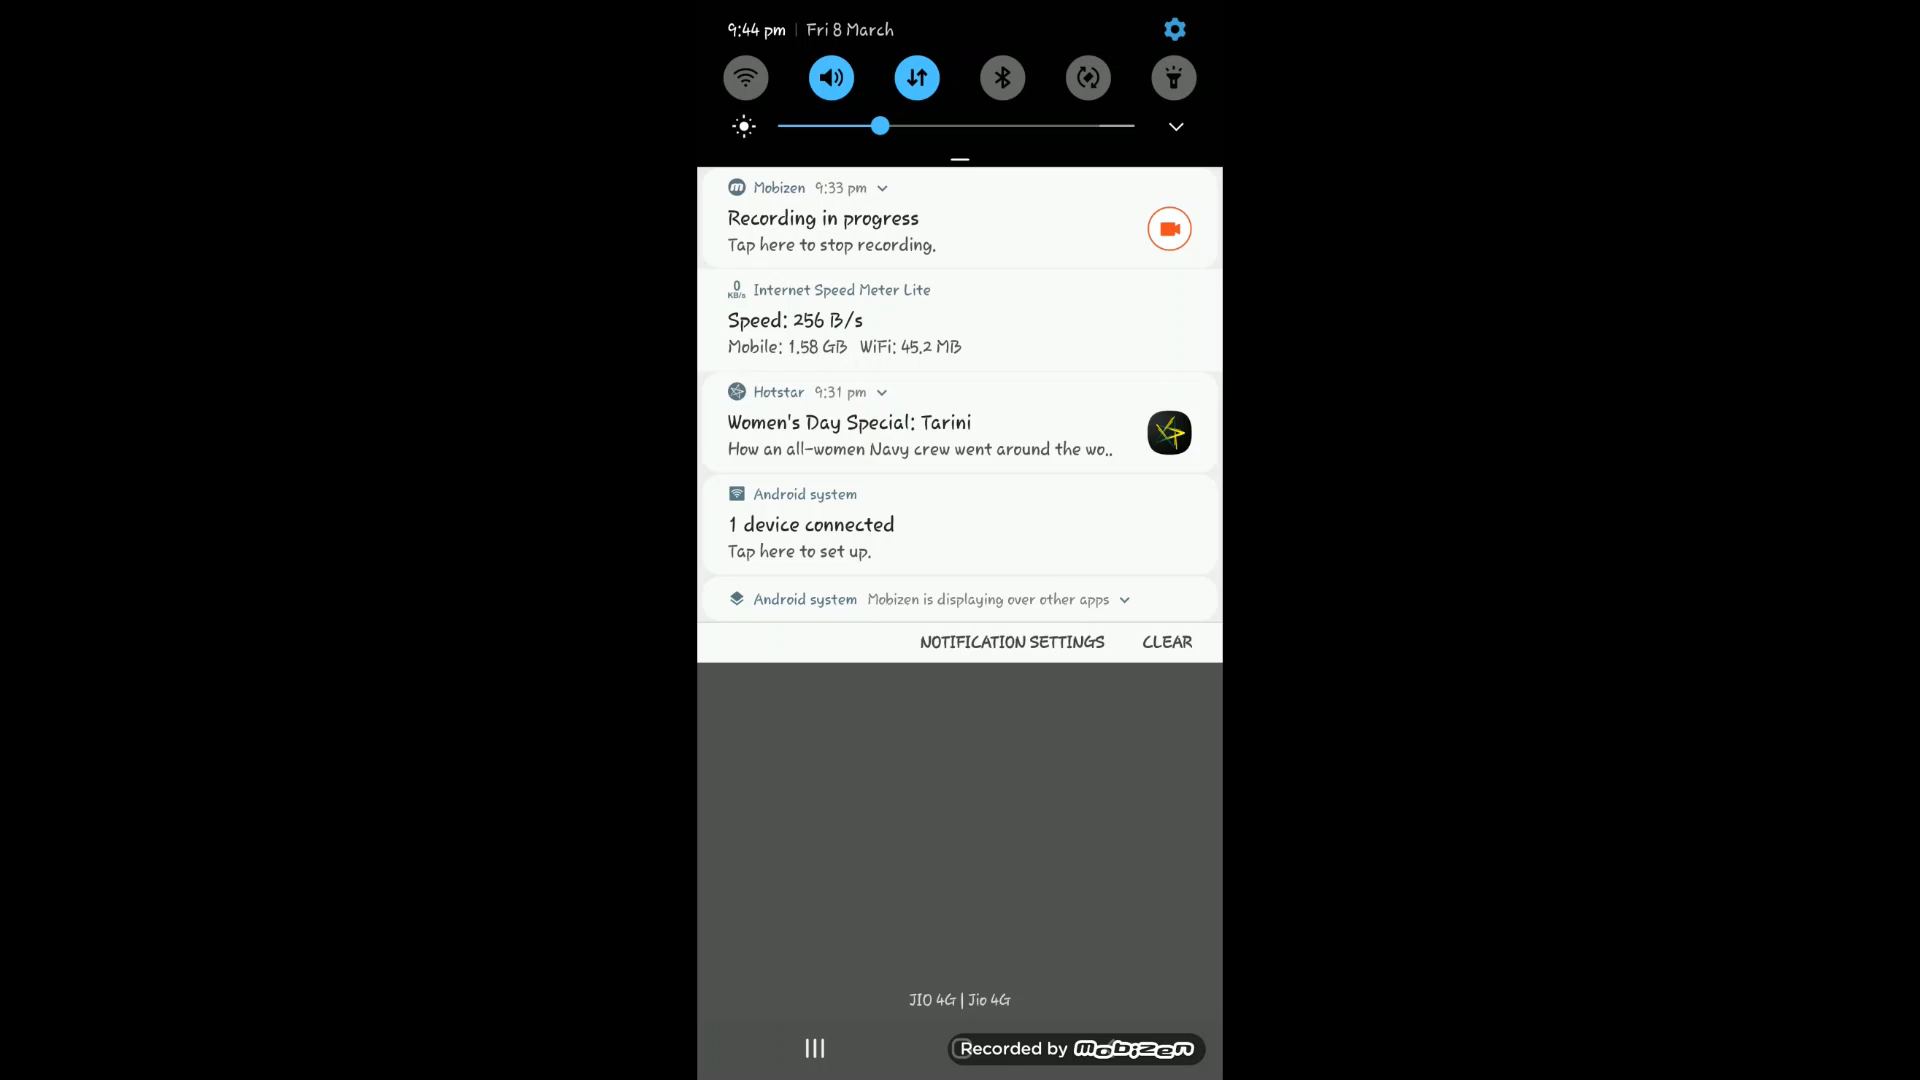 9:44 pm | Fri 8 March
Mobizen 9:33 pm
Recording in progress
Tap here to stop recording.
0 KB/s Internet Speed Meter Lite
Speed: 256 B/s
Mobile: 1.58 GB WiFi: 45.2 MB
Hotstar 9:31 pm
Women's Day Special: Tarini
How an all-women Navy crew went around the wo..
Android system
1 device connected
Tap here to set up.
Android system Mobizen is displaying over other apps
NOTIFICATION SETTINGS CLEAR
JIO 4G | Jio 4G
Recorded by mobizen